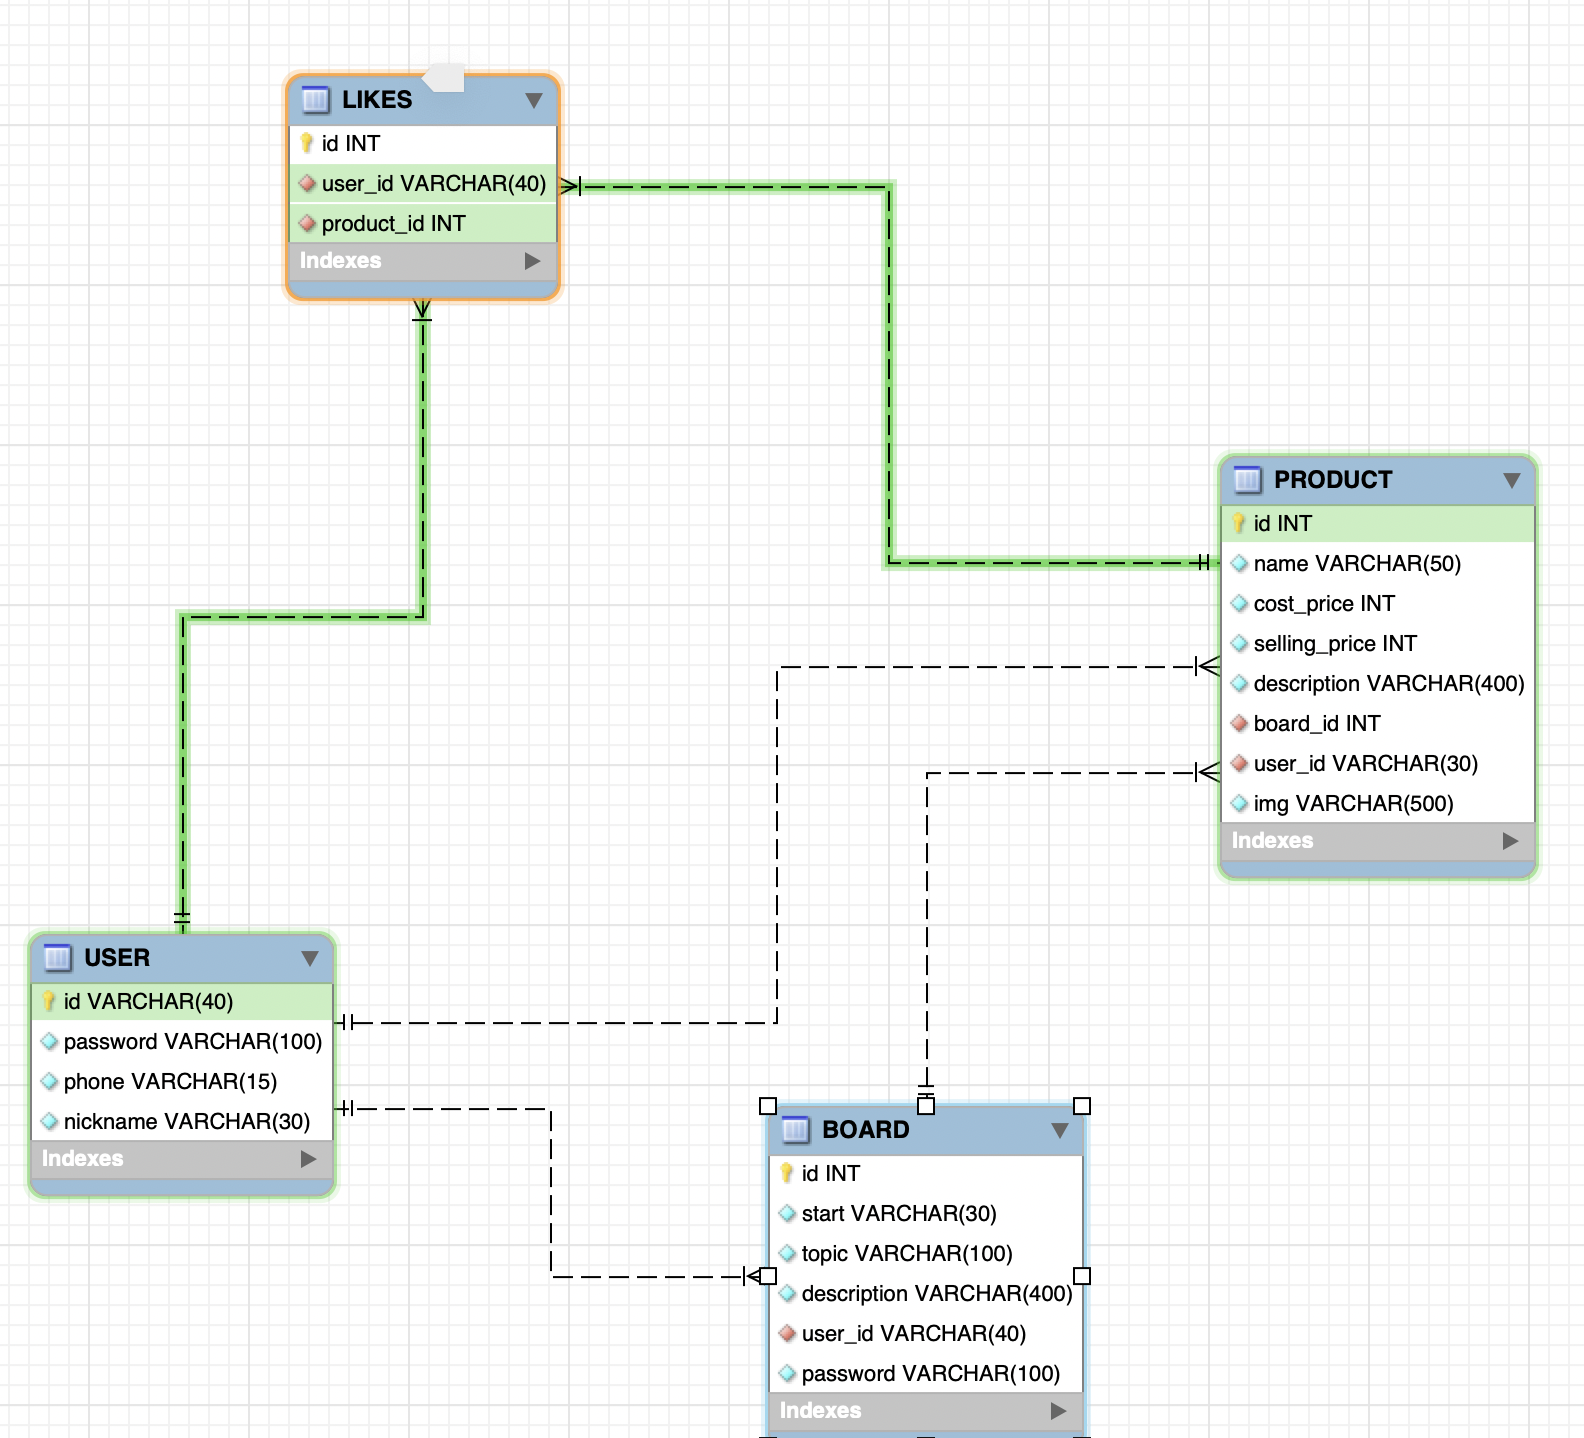 LIKES
id INT
user_id VARCHAR(40)
product_id INT
Indexes
PRODUCT
id INT
name VARCHAR(50)
cost_price INT
selling_price INT
description VARCHAR(400)
board_id INT
user_id VARCHAR(30)
img VARCHAR(500)
Indexes
USER
id VARCHAR(40)
password VARCHAR(100)
phone VARCHAR(15)
nickname VARCHAR(30)
Indexes
BOARD
id INT
start VARCHAR(30)
topic VARCHAR(100)
description VARCHAR(400)
user_id VARCHAR(40)
password VARCHAR(100)
Indexes